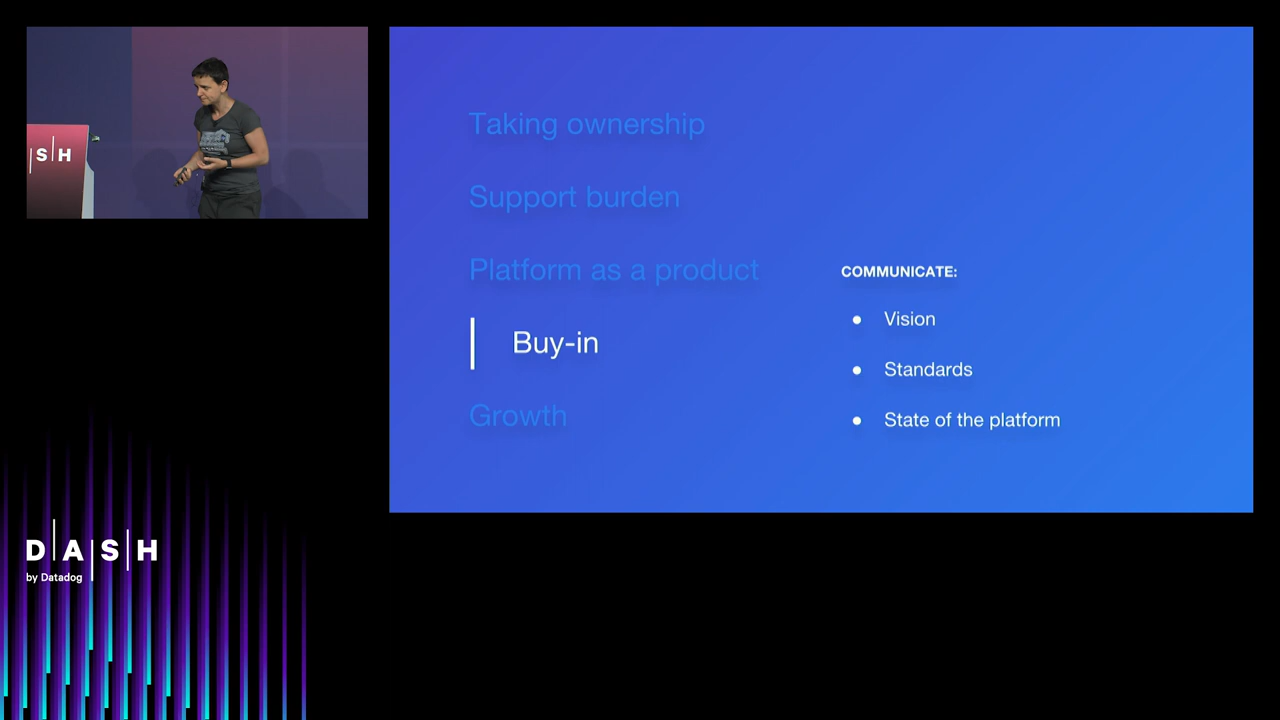 S|H
Taking ownership
Support burden
Platform as a product
Buy-in
Growth
COMMUNICATE:
● Vision
● Standards
● State of the platform
D|A|S|H
by Datadog